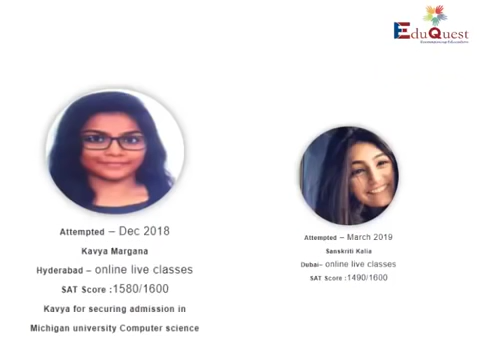 EduQuest
Attempted – Dec 2018
Kavya Margana
Hyderabad – online live classes
SAT Score :1580/1600
Kavya for securing admission in
Michigan university Computer science
Attempted – March 2019
Sanskriti Kalia
Dubai– online live classes
SAT Score :1490/1600